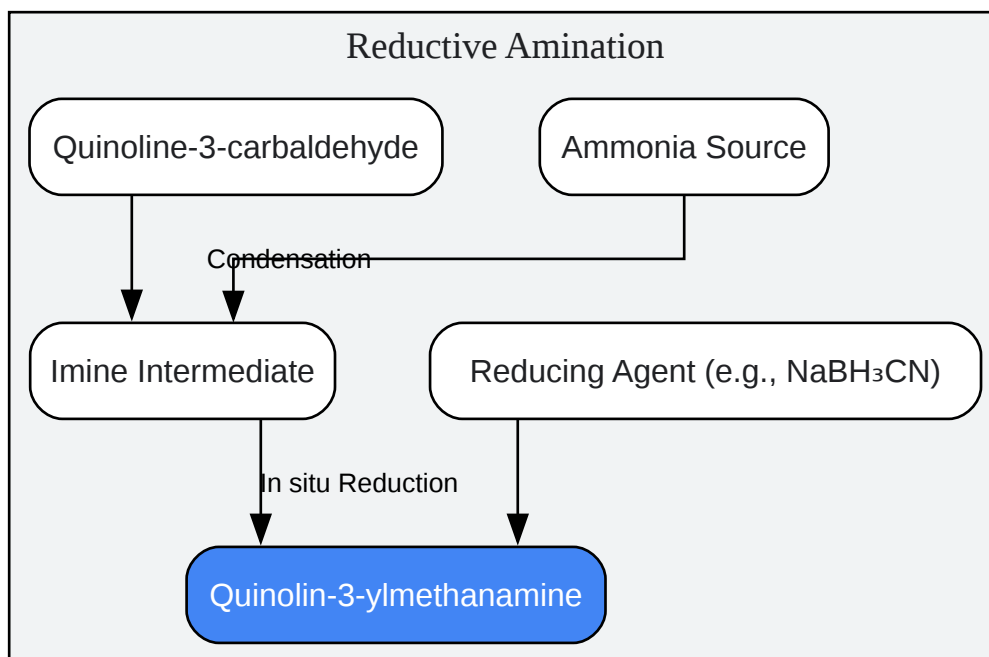 Reductive Amination
Quinoline-3-carbaldehyde
Ammonia Source
Condensation
Imine Intermediate
Reducing Agent (e.g., NaBH₃CN)
In situ Reduction
Quinolin-3-ylmethanamine